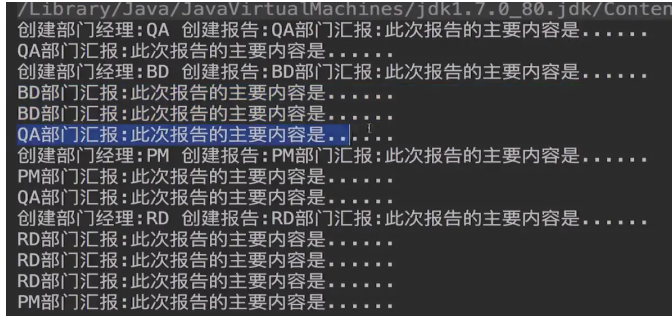 /Library/Java/JavaVirtualMachines/jdk1.7.0_80.jdk/Conten
创建部门经理:QA 创建报告:QA部门汇报:此次报告的主要内容是......
QA部门汇报:此次报告的主要内容是......
创建部门经理:BD 创建报告:BD部门汇报:此次报告的主要内容是......
BD部门汇报:此次报告的主要内容是......
BD部门汇报:此次报告的主要内容是......
QA部门汇报:此次报告的主要内容是......
创建部门经理:PM 创建报告:PM部门汇报:此次报告的主要内容是......
PM部门汇报:此次报告的主要内容是......
QA部门汇报:此次报告的主要内容是......
创建部门经理:RD 创建报告:RD部门汇报:此次报告的主要内容是......
RD部门汇报:此次报告的主要内容是......
RD部门汇报:此次报告的主要内容是......
RD部门汇报:此次报告的主要内容是......
PM部门汇报:此次报告的主要内容是......